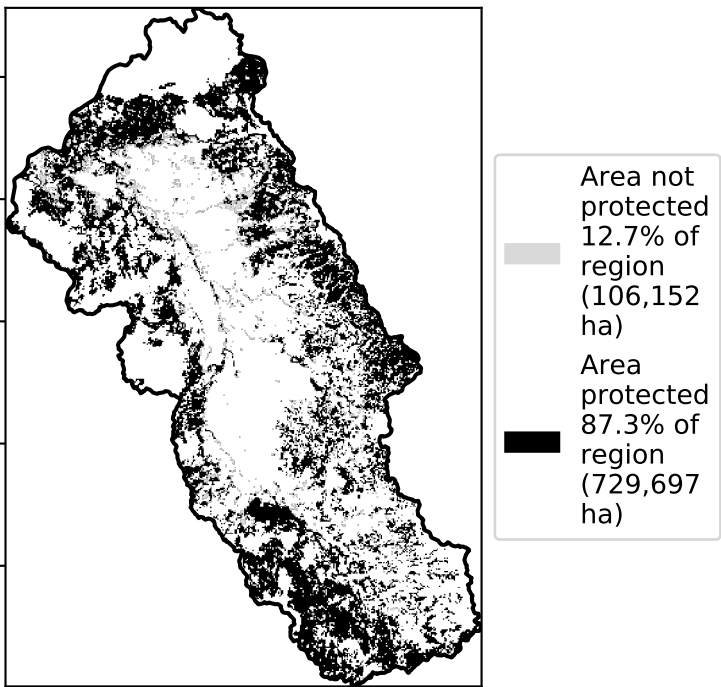 Area not
protected
12.7% of
region
(106,152
ha)
Area
protected
87.3% of
region
(729,697
ha)